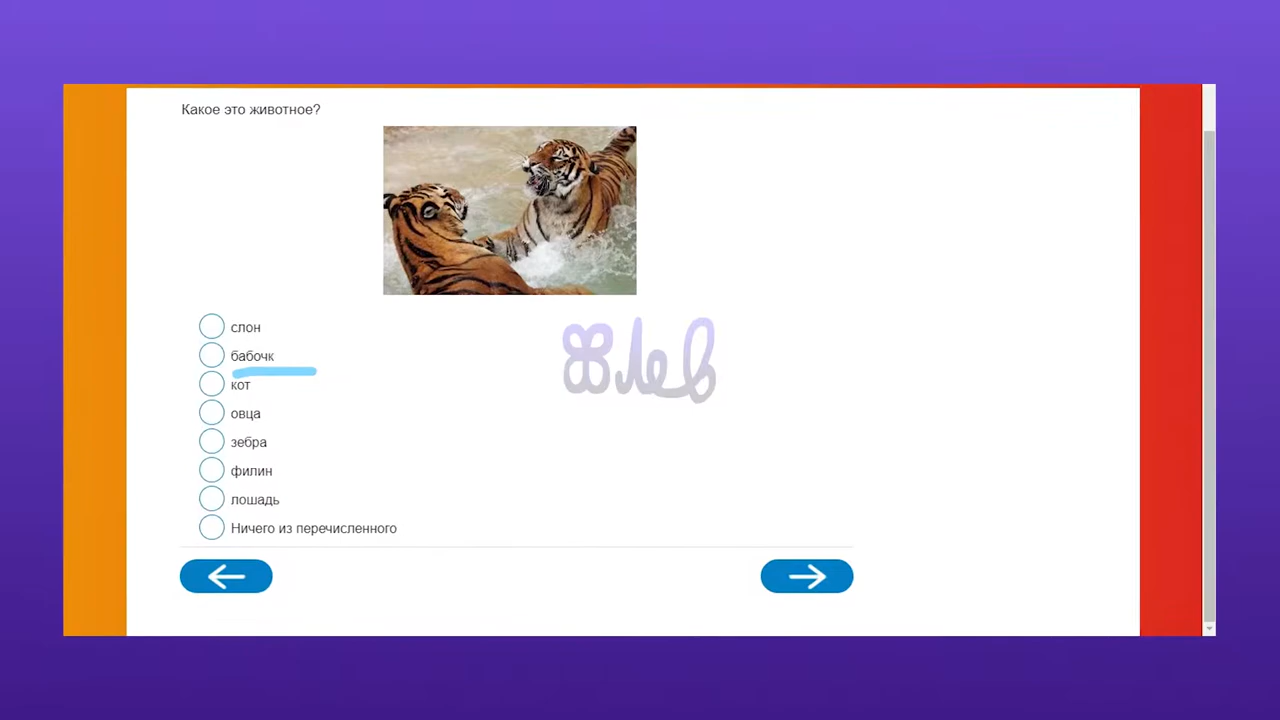 Какое это животное?
слон
бабочк
кот
овца
зебра
филин
лошадь
Ничего из перечисленного
лев